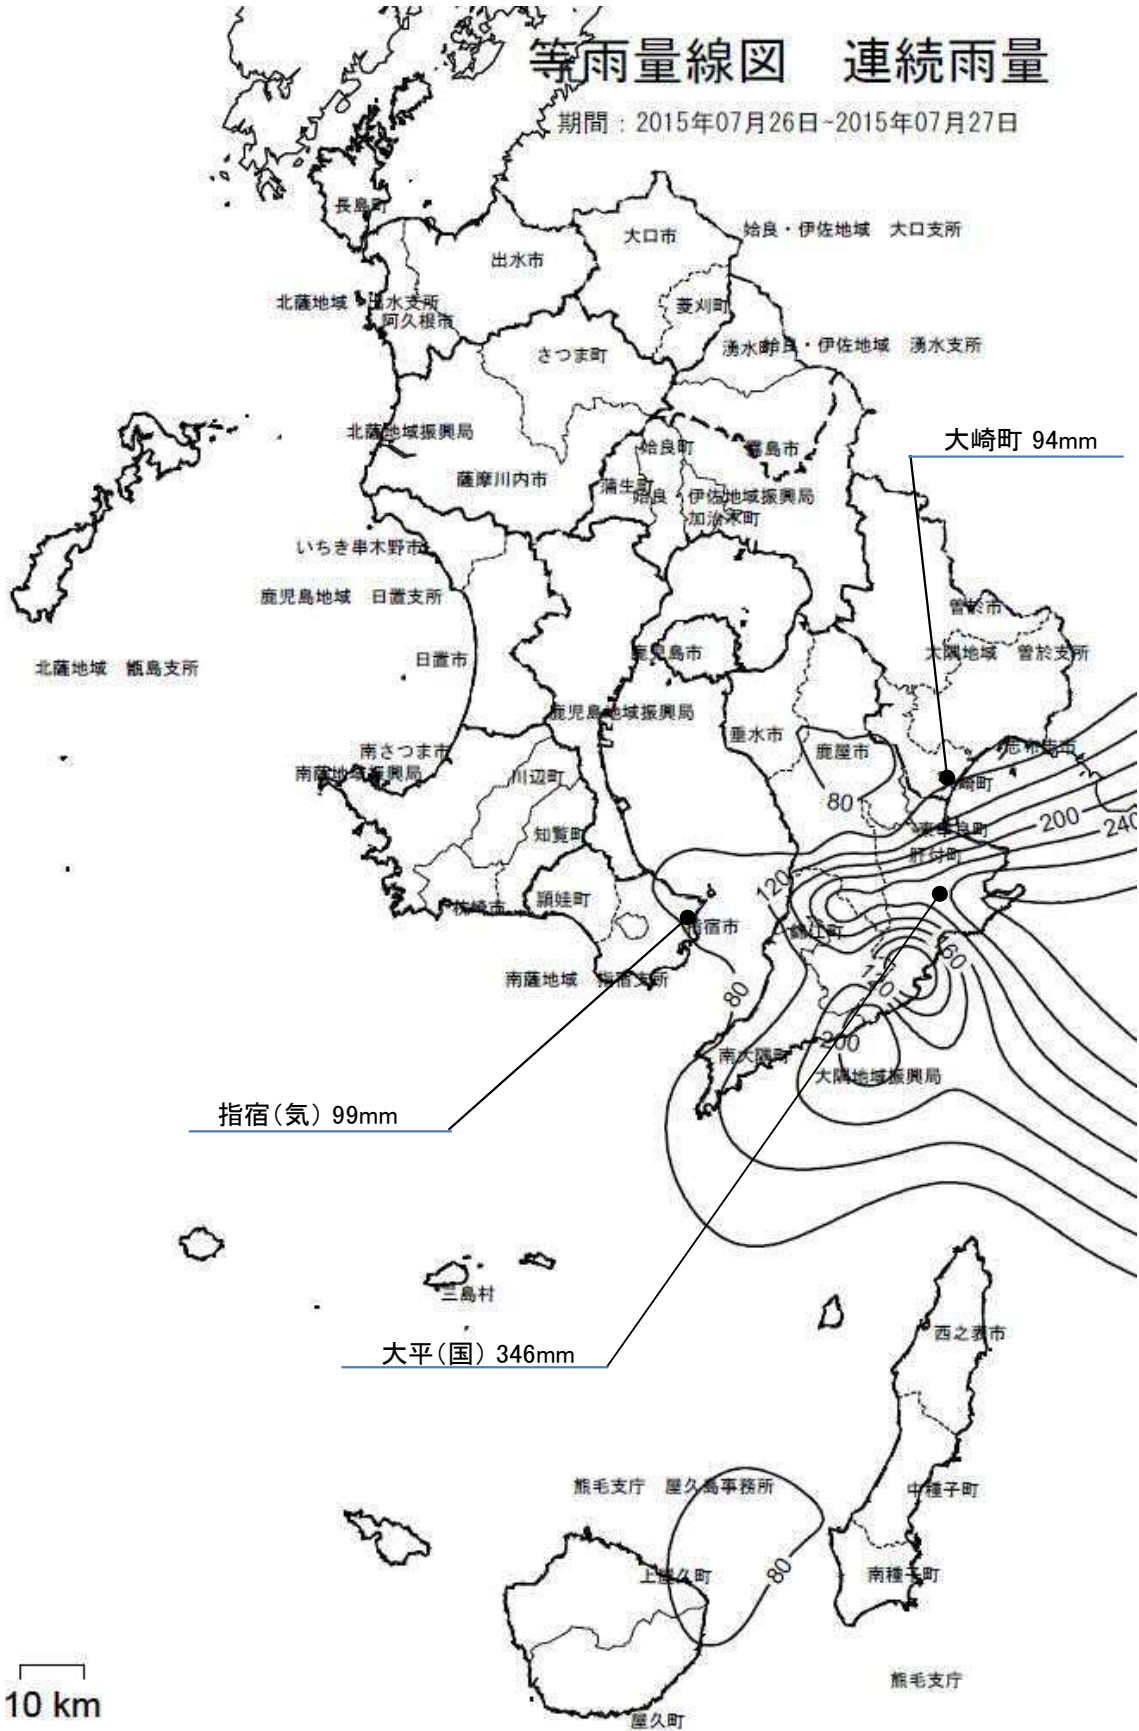 等雨量線図　連続雨量
期間：2015年07月26日~2015年07月27日
長島町
大口市
姶良・伊佐地域　大口支所
出水市
北薩地域　出水支所
阿久根市
菱刈町
湧水町
姶良・伊佐地域　湧水支所
さつま町
北薩地域振興局
姶良町
霧島市
大崎町 94mm
薩摩川内市
蒲生町
姶良・伊佐地域振興局
加治木町
いちき串木野市
鹿児島地域　日置支所
曽於市
北薩地域　甑島支所
日置市
鹿児島市
大隅地域　曽於支所
鹿児島地域振興局
垂水市
鹿屋市
志布志市
南さつま市
南薩地域振興局
川辺町
崎町
80
知覧町
東串良町
200
240
肝付町
120
頴娃町
枕崎市
指宿市
錦江町
南薩地域　指宿支所
80
60
120
200
南大隅町
大隅地域振興局
指宿（気） 99mm
三島村
大平（国） 346mm
西之表市
熊毛支庁　屋久島事務所
中種子町
上屋久町
80
南種子町
熊毛支庁
10 km
屋久町